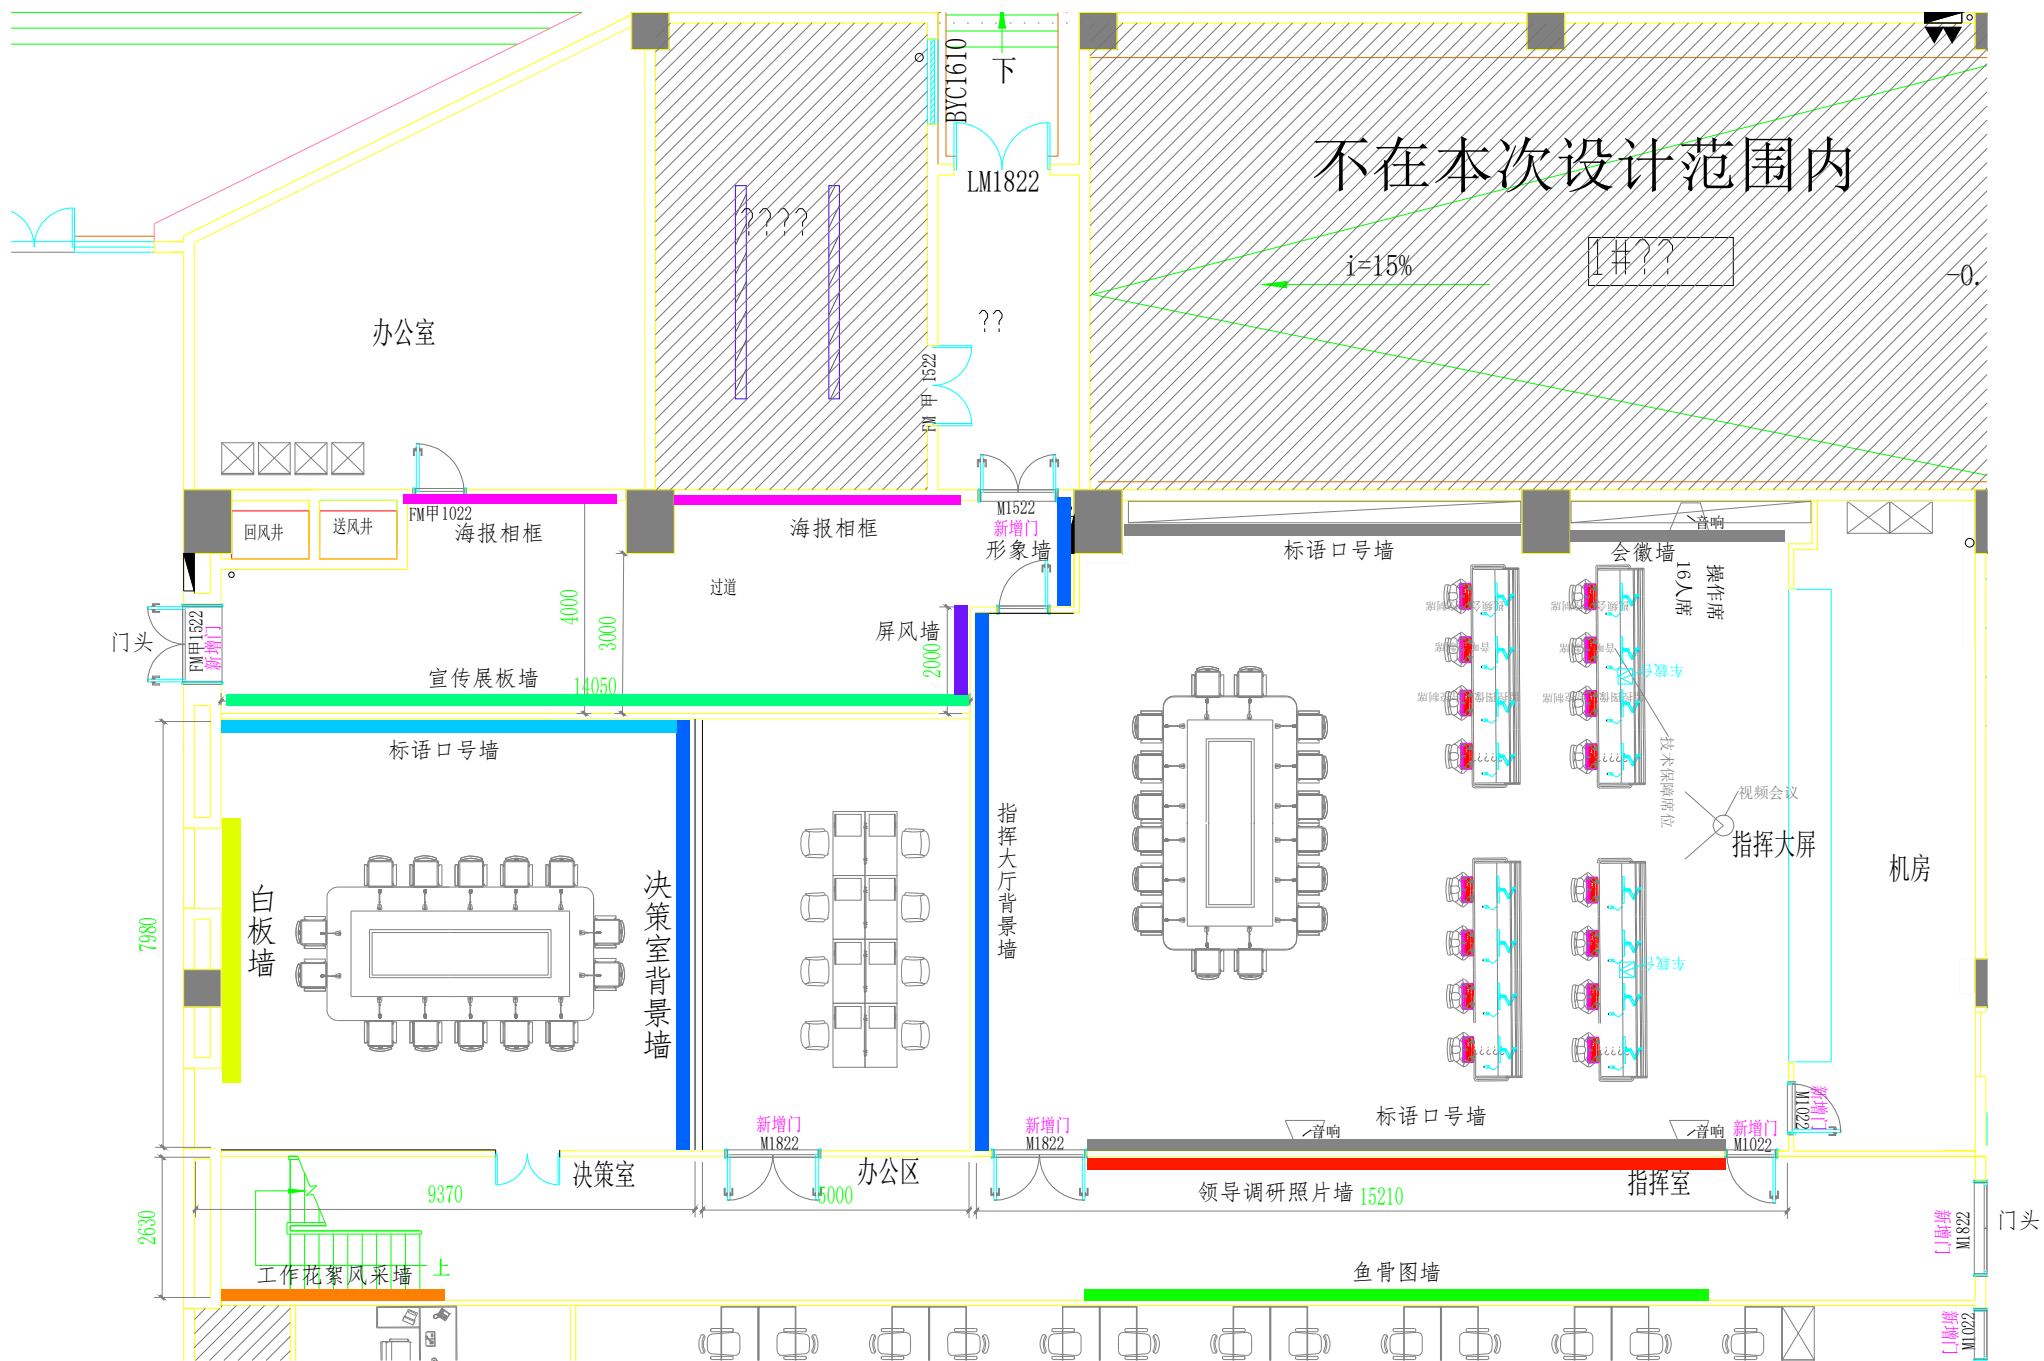 下
BYC1610
LM1822
不在本次设计范围内
????
i=15%
1#??
-0.
??
办公室
FM 甲 1522
FM甲1022
海报相框
海报相框
M1522
新增门
形象墙
回风井
送风井
标语口号墙
音响
会徽墙
操作席
16人席
过道
4000
3000
2000
门头
FM甲1522
新增门
屏风墙
宣传展板墙
14050
标语口号墙
车载台
技术保障席位
视频会议
指挥大屏
机房
白板墙
决策室背景墙
指挥大厅背景墙
7980
车载台
新增门
M1822
新增门
M1822
标语口号墙
音响
音响
新增门
M1022
新增门
M1022
决策室
办公区
指挥室
9370
5000
领导调研照片墙
15210
2630
上
工作花絮风采墙
鱼骨图墙
新增门
M1822
门头
新增门
M1022